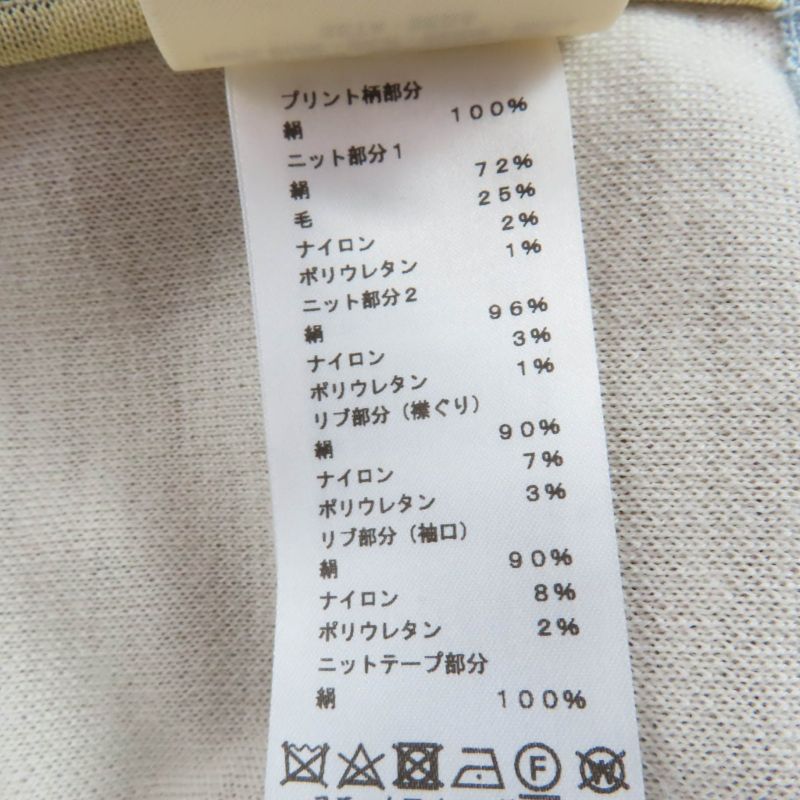 プリント柄部分
絹 100%
ニット部分1
絹 72%
毛 25%
ナイロン 2%
ポリウレタン 1%
ニット部分2
絹 96%
ナイロン 3%
ポリウレタン 1%
リブ部分(襟ぐり)
絹 90%
ナイロン 7%
ポリウレタン 3%
リブ部分(袖口)
絹 90%
ナイロン 8%
ポリウレタン 2%
ニットテープ部分
絹 100%
F W